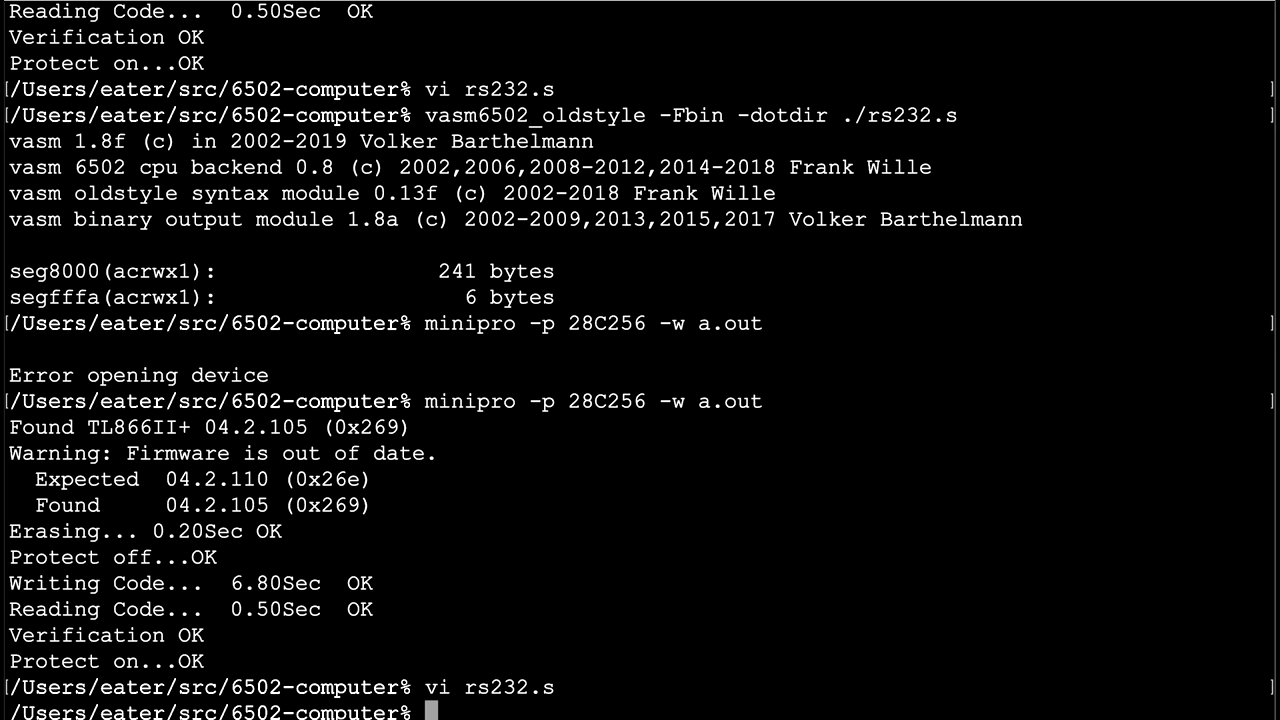 Reading Code...  0.50Sec  OK
Verification OK
Protect on...OK
[/Users/eater/src/6502-computer% vi rs232.s ]
[/Users/eater/src/6502-computer% vasm6502_oldstyle -Fbin -dotdir ./rs232.s ]
vasm 1.8f (c) in 2002-2019 Volker Barthelmann
vasm 6502 cpu backend 0.8 (c) 2002,2006,2008-2012,2014-2018 Frank Wille
vasm oldstyle syntax module 0.13f (c) 2002-2018 Frank Wille
vasm binary output module 1.8a (c) 2002-2009,2013,2015,2017 Volker Barthelmann
seg8000(acrwx1):                 241 bytes
segfffa(acrwx1):                   6 bytes
[/Users/eater/src/6502-computer% minipro -p 28C256 -w a.out ]
Error opening device
[/Users/eater/src/6502-computer% minipro -p 28C256 -w a.out ]
Found TL866II+ 04.2.105 (0x269)
Warning: Firmware is out of date.
  Expected  04.2.110 (0x26e)
  Found     04.2.105 (0x269)
Erasing... 0.20Sec OK
Protect off...OK
Writing Code...  6.80Sec  OK
Reading Code...  0.50Sec  OK
Verification OK
Protect on...OK
[/Users/eater/src/6502-computer% vi rs232.s ]
/Users/eater/src/6502-computer%